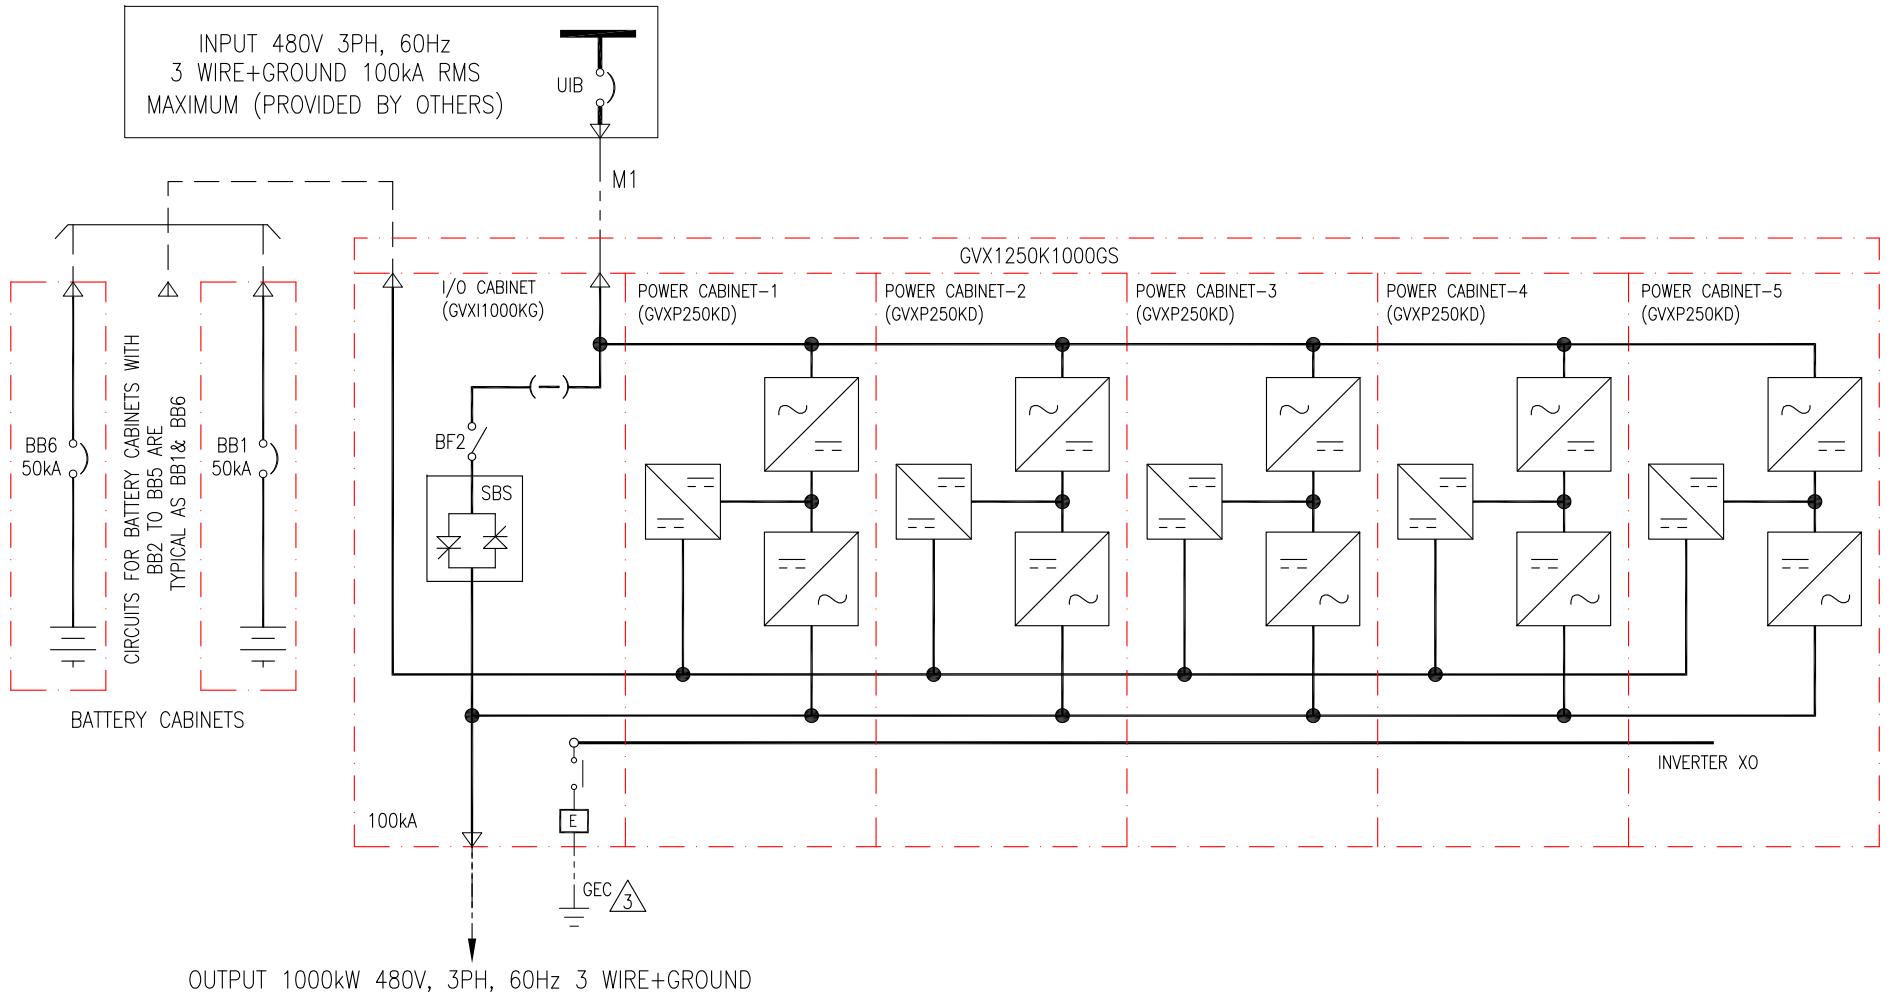 INPUT 480V 3PH, 60Hz
3 WIRE+GROUND 100kA RMS
MAXIMUM (PROVIDED BY OTHERS)
UIB
M1
GVX1250K1000GS
I/O CABINET
(GVXI1000KG)
POWER CABINET-1
(GVXP250KD)
POWER CABINET-2
(GVXP250KD)
POWER CABINET-3
(GVXP250KD)
POWER CABINET-4
(GVXP250KD)
POWER CABINET-5
(GVXP250KD)
BB6
50kA
CIRCUITS FOR BATTERY CABINETS WITH
BB2 TO BB5 ARE
TYPICAL AS BB1& BB6
BB1
50kA
BF2
SBS
BATTERY CABINETS
INVERTER XO
100kA
E
GEC
3
OUTPUT 1000kW 480V, 3PH, 60Hz 3 WIRE+GROUND